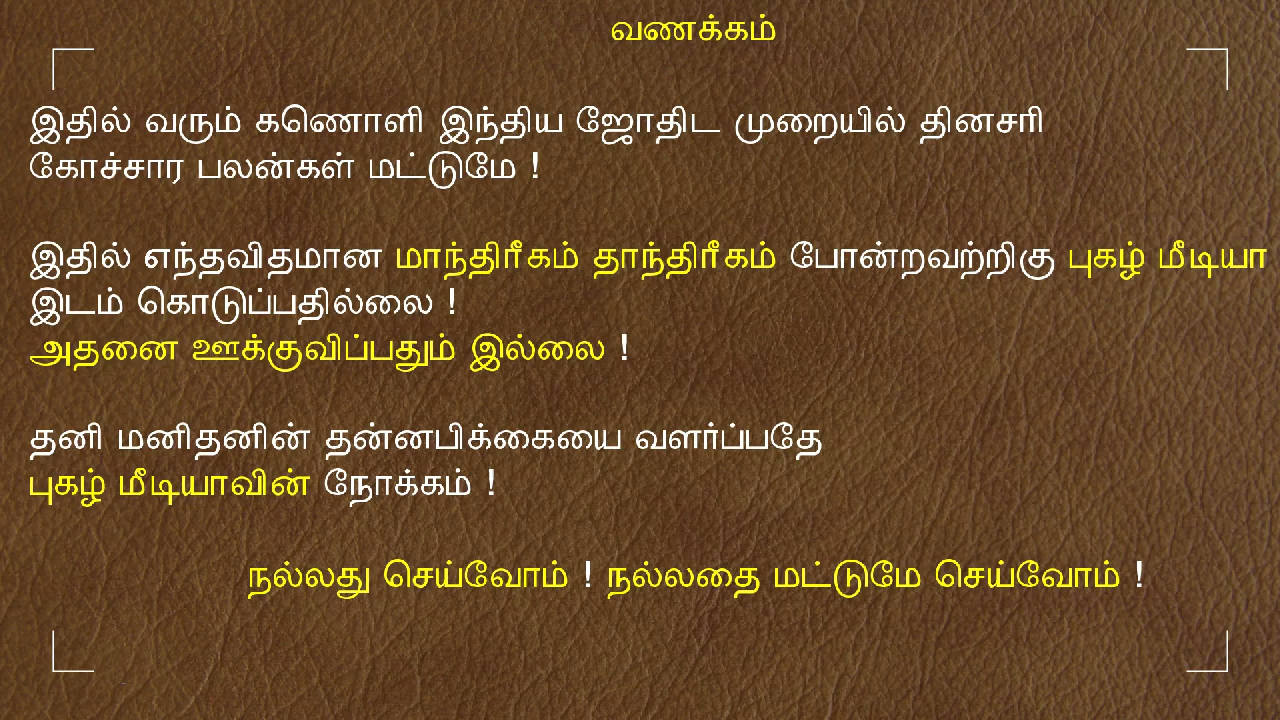 வணக்கம்
இதில் வரும் கணொளி இந்திய ஜோதிட முறையில் தினசரி
கோச்சார பலன்கள் மட்டுமே !
இதில் எந்தவிதமான மாந்திரீகம் தாந்திரீகம் போன்றவற்றிகு புகழ் மீடியா
இடம் கொடுப்பதில்லை !
அதனை ஊக்குவிப்பதும் இல்லை !
தனி மனிதனின் தன்னபிக்கையை வளர்ப்பதே
புகழ் மீடியாவின் நோக்கம் !
நல்லது செய்வோம் ! நல்லதை மட்டுமே செய்வோம் !